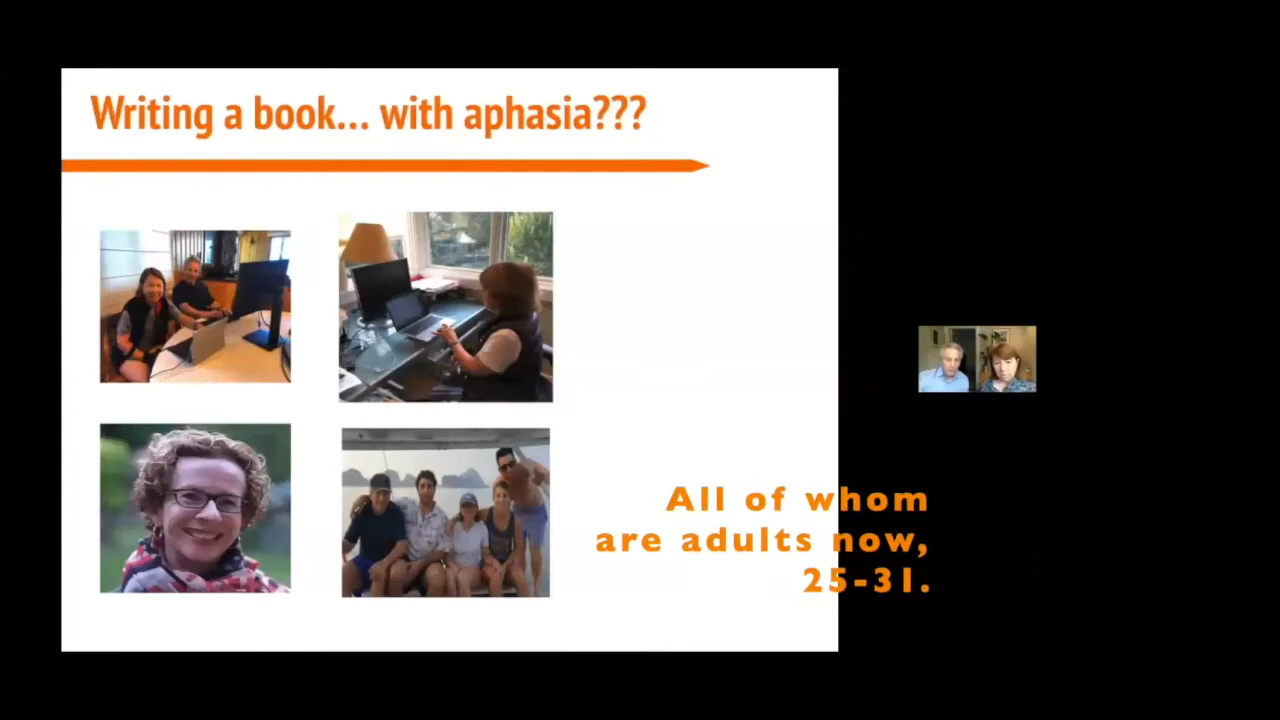 Writing a book... with aphasia???
All of whom
are adults now,
25-31.